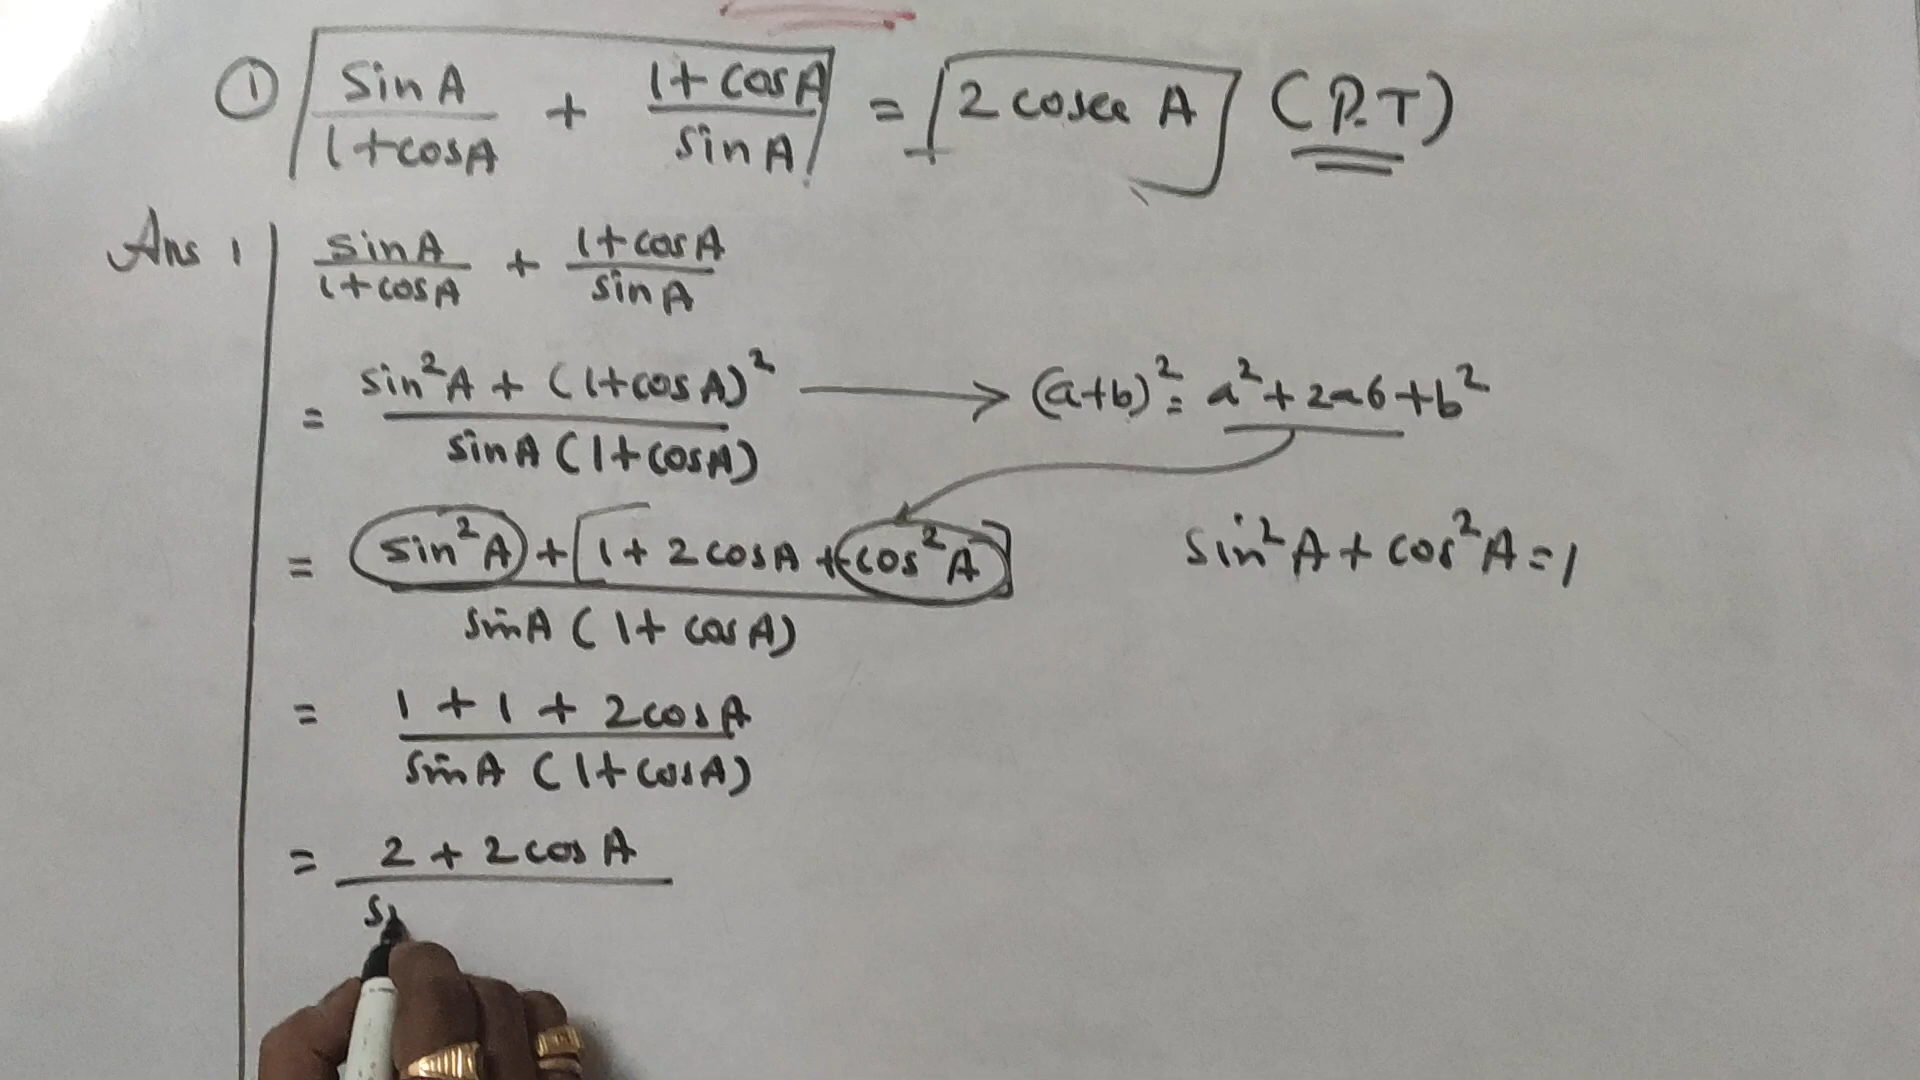 ① sinA/(1+cosA) + (1+cosA)/sinA = 2 cosec A (P.T)
Ans 1 sinA/(1+cosA) + (1+cosA)/sinA
= (sin²A + (1+cosA)²)/(sinA(1+cosA)) → (a+b)² = a²+2ab+b²
= (sin²A + [1+2cosA+cos²A])/(sinA(1+cosA)) sin²A + cos²A = 1
= (1+1+2cosA)/(sinA(1+cosA))
= 2+2cosA